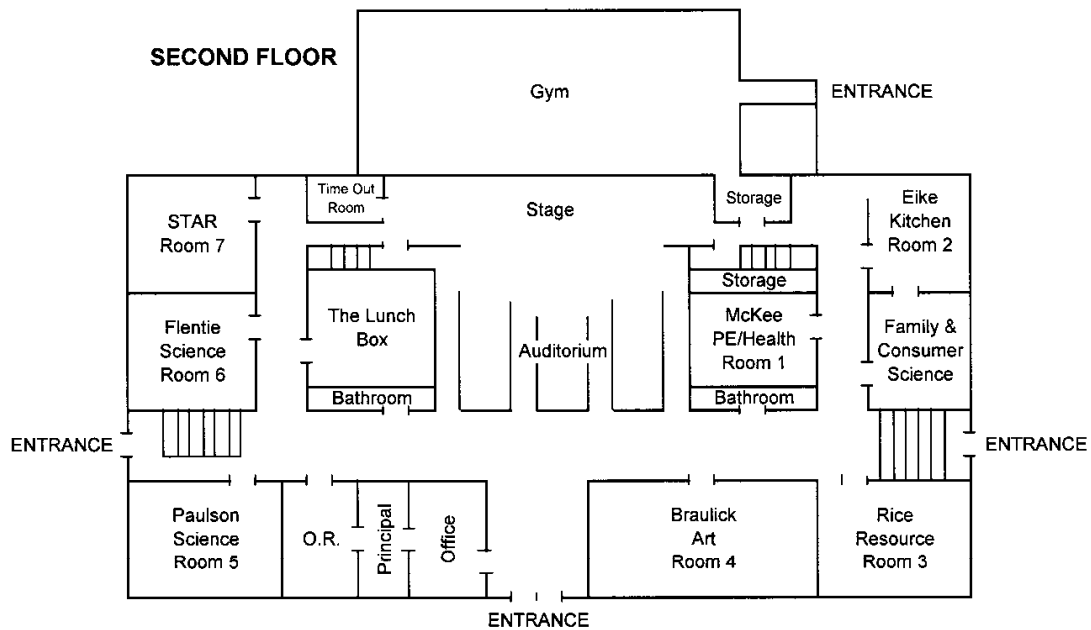 SECOND FLOOR
Gym
ENTRANCE
Time Out
Room
Stage
Storage
Eike
Kitchen
Room 2
STAR
Room 7
Storage
The Lunch
Box
McKee
PE/Health
Room 1
Flentie
Science
Room 6
Auditorium
Family &
Consumer
Science
Bathroom
Bathroom
ENTRANCE
ENTRANCE
Paulson
Science
Room 5
O.R.
Principal
Office
Braulick
Art
Room 4
Rice
Resource
Room 3
ENTRANCE